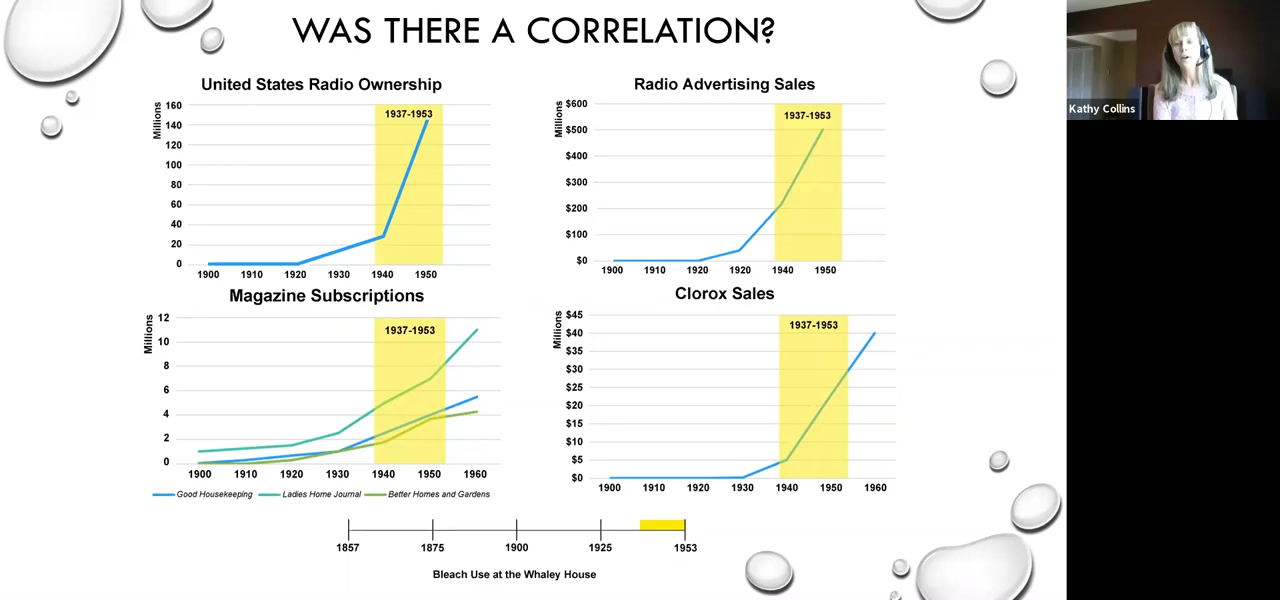 WAS THERE A CORRELATION?
Kathy Collins
United States Radio Ownership
Millions
160
140
120
100
80
60
40
20
0
1937-1953
1900 1910 1920 1930 1940 1950
Radio Advertising Sales
Millions
$600
$500
$400
$300
$200
$100
$0
1937-1953
1900 1910 1920 1920 1940 1950
Magazine Subscriptions
Millions
12
10
8
6
4
2
0
1937-1953
1900 1910 1920 1930 1940 1950 1960
Good Housekeeping Ladies Home Journal Better Homes and Gardens
Clorox Sales
Millions
$45
$40
$35
$30
$25
$20
$15
$10
$5
$0
1937-1953
1900 1910 1920 1930 1940 1950 1960
1857 1875 1900 1925 1953
Bleach Use at the Whaley House